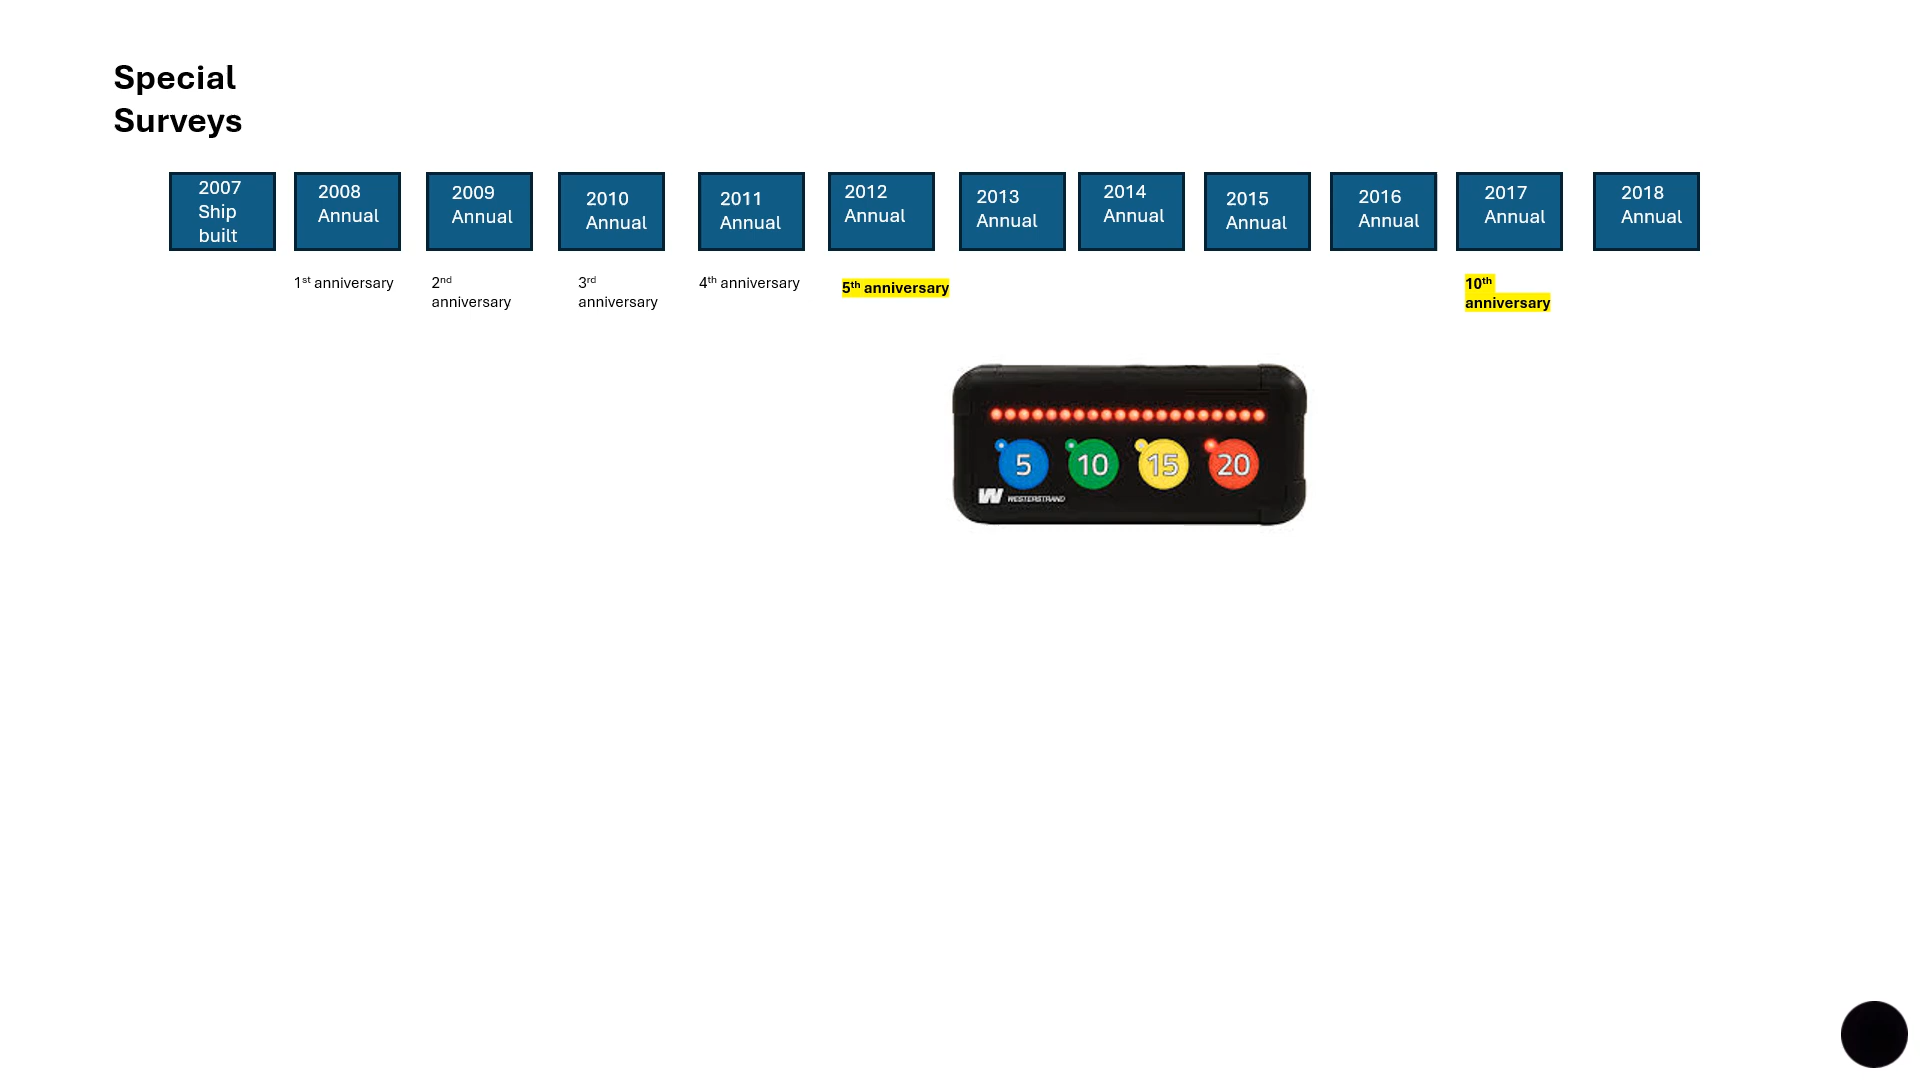 Special
Surveys
2007
Ship
built
2008
Annual
2009
Annual
2010
Annual
2011
Annual
2012
Annual
2013
Annual
2014
Annual
2015
Annual
2016
Annual
2017
Annual
2018
Annual
1st anniversary
2nd
anniversary
3rd
anniversary
4th anniversary
5th anniversary
10th
anniversary
5 10 15 20
W WESTERSTRAND